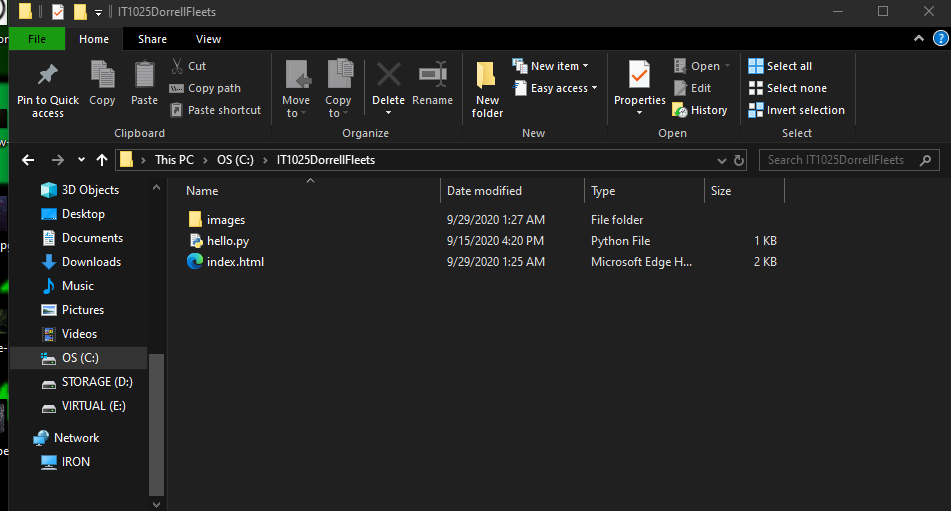 IT1025DorrellFleets
File Home Share View
Pin to Quick access
Copy
Paste
Cut
Copy path
Paste shortcut
Clipboard
Move to
Copy to
Delete
Rename
Organize
New folder
New item
Easy access
New
Properties
Open
Edit
History
Open
Select all
Select none
Invert selection
Select
This PC > OS (C:) > IT1025DorrellFleets
Search IT1025DorrellFleets
3D Objects
Desktop
Documents
Downloads
Music
Pictures
Videos
OS (C:)
STORAGE (D:)
VIRTUAL (E:)
Network
IRON
Name Date modified Type Size
images 9/29/2020 1:27 AM File folder
hello.py 9/15/2020 4:20 PM Python File 1 KB
index.html 9/29/2020 1:25 AM Microsoft Edge H... 2 KB